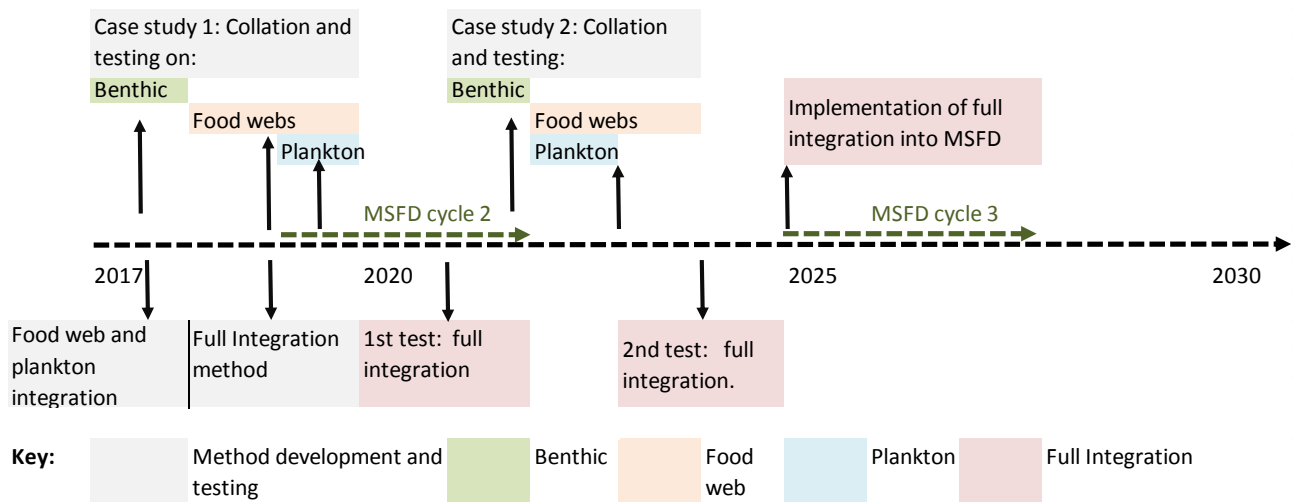 Case study 1: Collation and
testing on:
Benthic
Food webs
Plankton
Case study 2: Collation
and testing:
Benthic
Food webs
Plankton
Implementation of full
integration into MSFD
MSFD cycle 2
MSFD cycle 3
2017
2020
2025
2030
Food web and
plankton
integration
Full Integration
method
1st test: full
integration
2nd test: full
integration.
Key:
Method development and
testing
Benthic
Food
web
Plankton
Full Integration